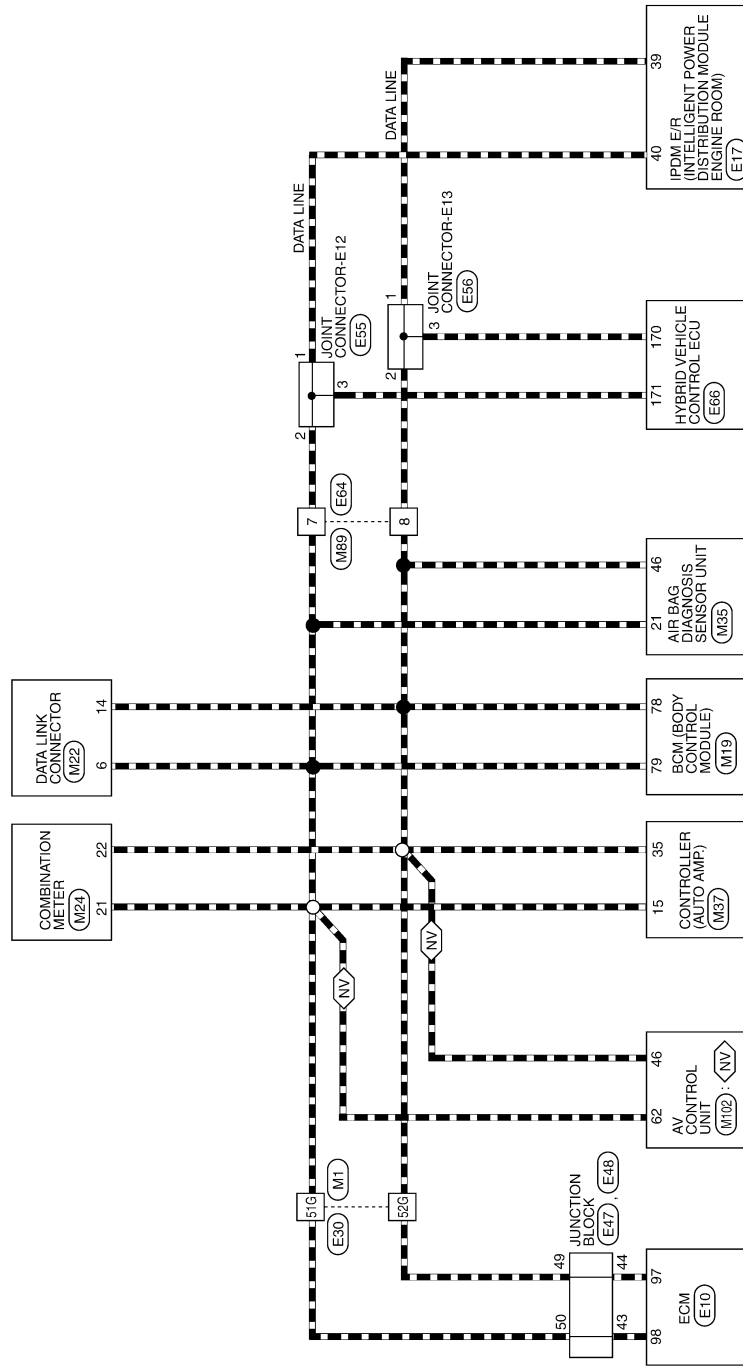 DATA LINK
CONNECTOR
M22
6
14
COMBINATION
METER
M24
21
22
DATA LINE
DATA LINE
JOINT
CONNECTOR-E12
E55
1
2
3
JOINT
CONNECTOR-E13
E56
1
2
3
7
8
M89
E64
NV
NV
51G
52G
E30
M1
JUNCTION
BLOCK
E47 , E48
50
49
43
44
98
97
ECM
E10
62
46
AV
CONTROL
UNIT
M102 : NV
15
35
CONTROLLER
(AUTO AMP.)
M37
79
78
BCM (BODY
CONTROL
MODULE)
M19
21
46
AIR BAG
DIAGNOSIS
SENSOR UNIT
M35
171
170
HYBRID VEHICLE
CONTROL ECU
E66
40
39
IPDM E/R
(INTELLIGENT POWER
DISTRIBUTION MODULE
ENGINE ROOM)
E17